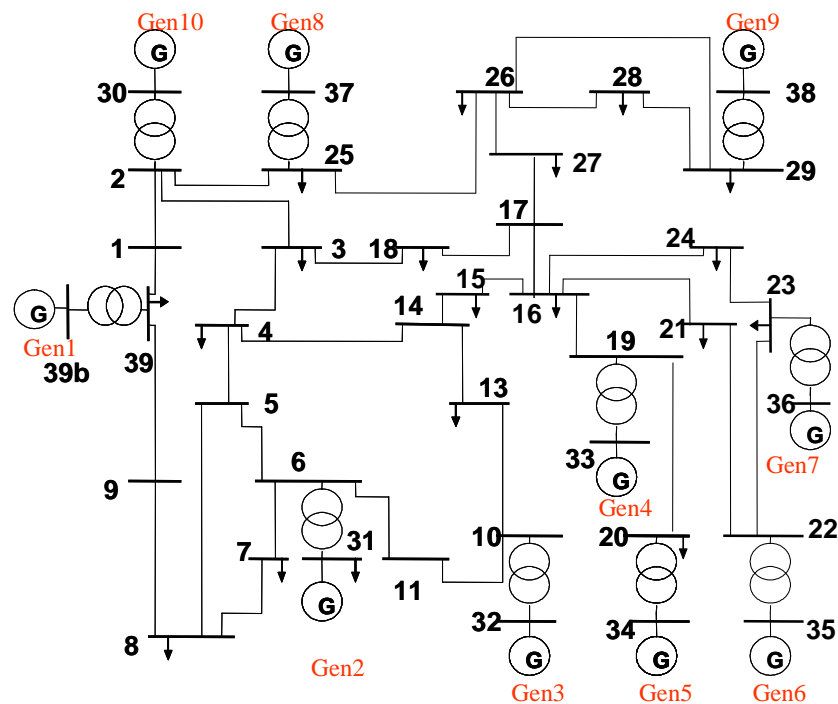 Gen10 Gen8 Gen9
G G G
26 28
30 37 38
25
2 27 29
17
1 3 18 24
15 23
G 14 16
Gen1 4 21
39b 39 19
13 36
5 G
6 33 Gen7
9 G
Gen4
7 31 10 20 22
11
G
8 32 34 35
Gen2 G G G
Gen3 Gen5 Gen6